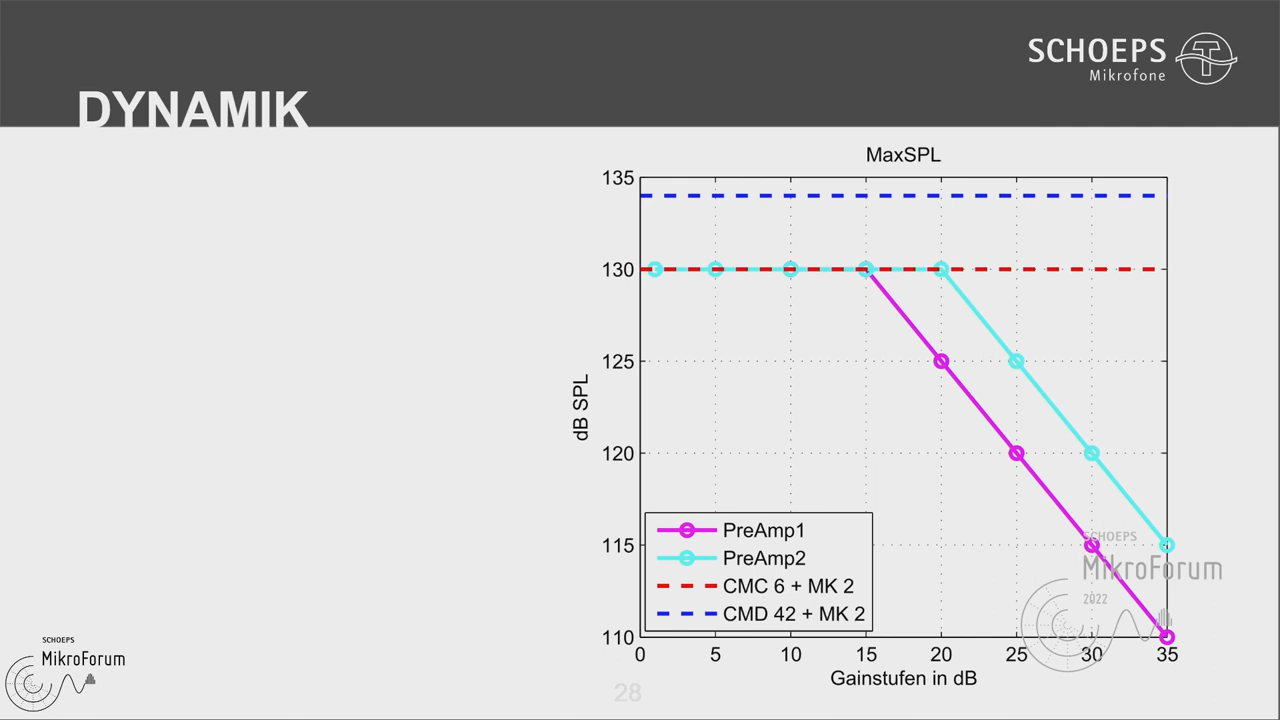 SCHOEPS
Mikrofone
DYNAMIK
MaxSPL
135
130
125
120
115
110
dB SPL
PreAmp1
PreAmp2
CMC 6 + MK 2
CMD 42 + MK 2
0 5 10 15 20 25 30 35
Gainstufen in dB
SCHOEPS
MikroForum
2022
SCHOEPS
MikroForum
28